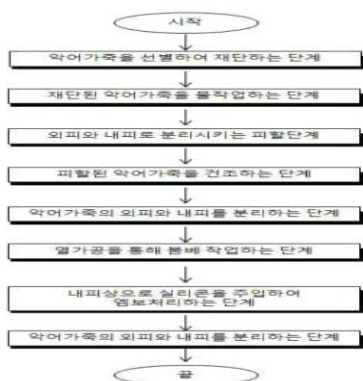 시작
악어가죽을 선별하여 재단하는 단계
재단된 악어가죽을 물작업하는 단계
외피와 내피로 분리시키는 피할단계
피할된 악어가죽을 건조하는 단계
악어가죽의 외피와 내피를 분리하는 단계
열가공을 통해 봄베 작업하는 단계
내피상으로 실리콘을 주입하여
엠보처리하는 단계
악어가죽의 외피와 내피를 분리하는 단계
끝